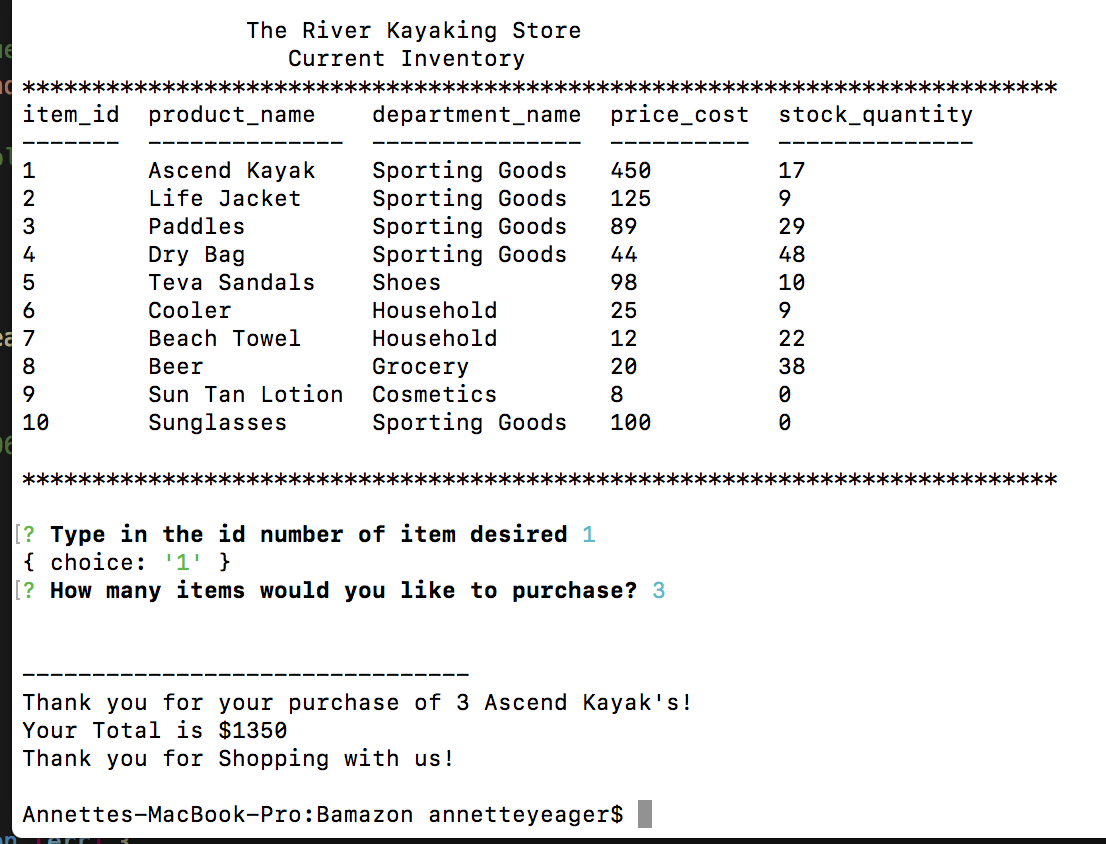 The River Kayaking Store
Current Inventory
**************************************************************************
item_id  product_name    department_name  price_cost  stock_quantity
-------  --------------  ---------------  ----------  --------------
1        Ascend Kayak    Sporting Goods   450         17
2        Life Jacket     Sporting Goods   125         9
3        Paddles         Sporting Goods   89          29
4        Dry Bag         Sporting Goods   44          48
5        Teva Sandals    Shoes            98          10
6        Cooler          Household        25          9
7        Beach Towel     Household        12          22
8        Beer            Grocery          20          38
9        Sun Tan Lotion  Cosmetics        8           0
10       Sunglasses      Sporting Goods   100         0
**************************************************************************
[? Type in the id number of item desired 1
{ choice: '1' }
[? How many items would you like to purchase? 3
--------------------------------
Thank you for your purchase of 3 Ascend Kayak's!
Your Total is $1350
Thank you for Shopping with us!
Annettes-MacBook-Pro:Bamazon annetteyeager$